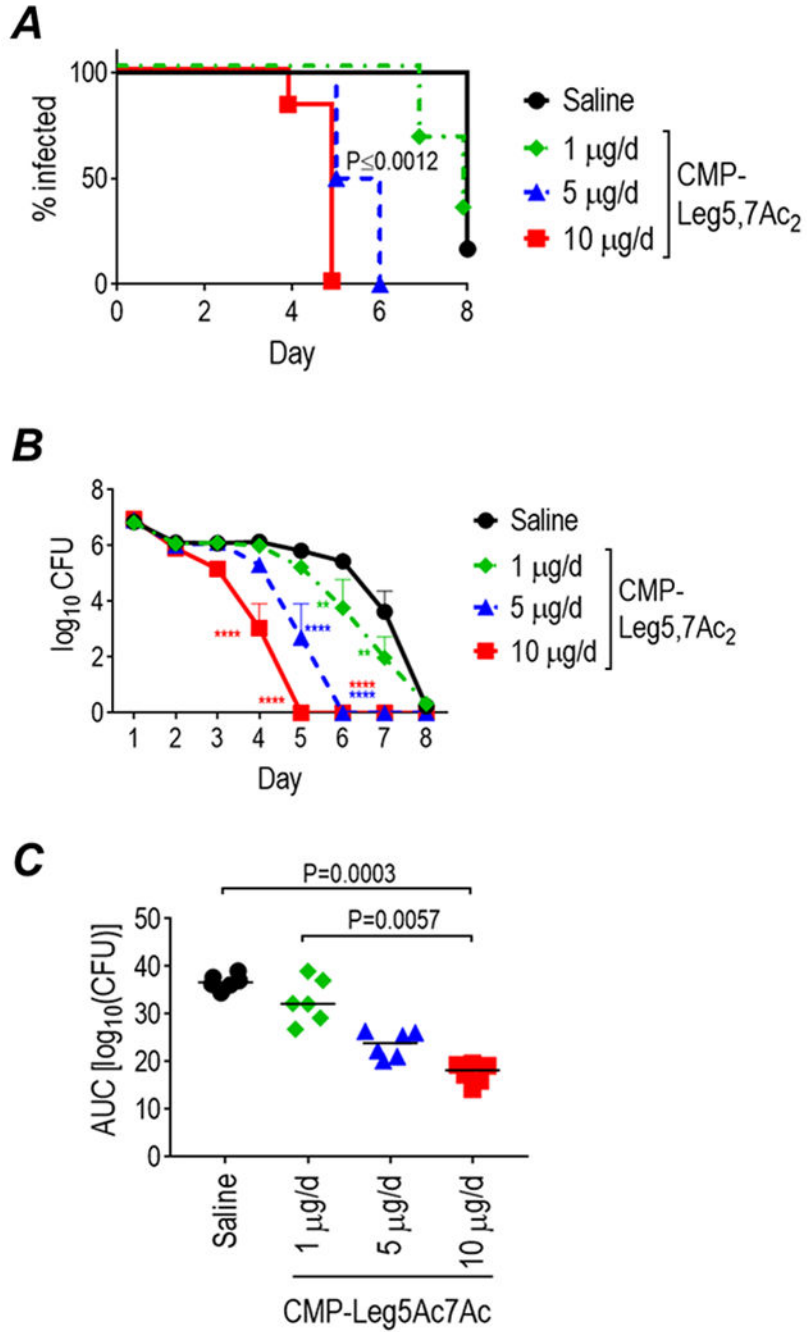 A
100
50
0
% infected
P≤0.0012
0 2 4 6 8
Day
Saline
1 μg/d
5 μg/d
10 μg/d
CMP-
Leg5,7Ac₂
B
8
6
4
2
0
log₁₀ CFU
****
****
****
**
**
****
****
1 2 3 4 5 6 7 8
Day
Saline
1 μg/d
5 μg/d
10 μg/d
CMP-
Leg5,7Ac₂
C
P=0.0003
P=0.0057
50
40
30
20
10
0
AUC [log₁₀(CFU)]
Saline
1 μg/d
5 μg/d
10 μg/d
CMP-Leg5Ac7Ac